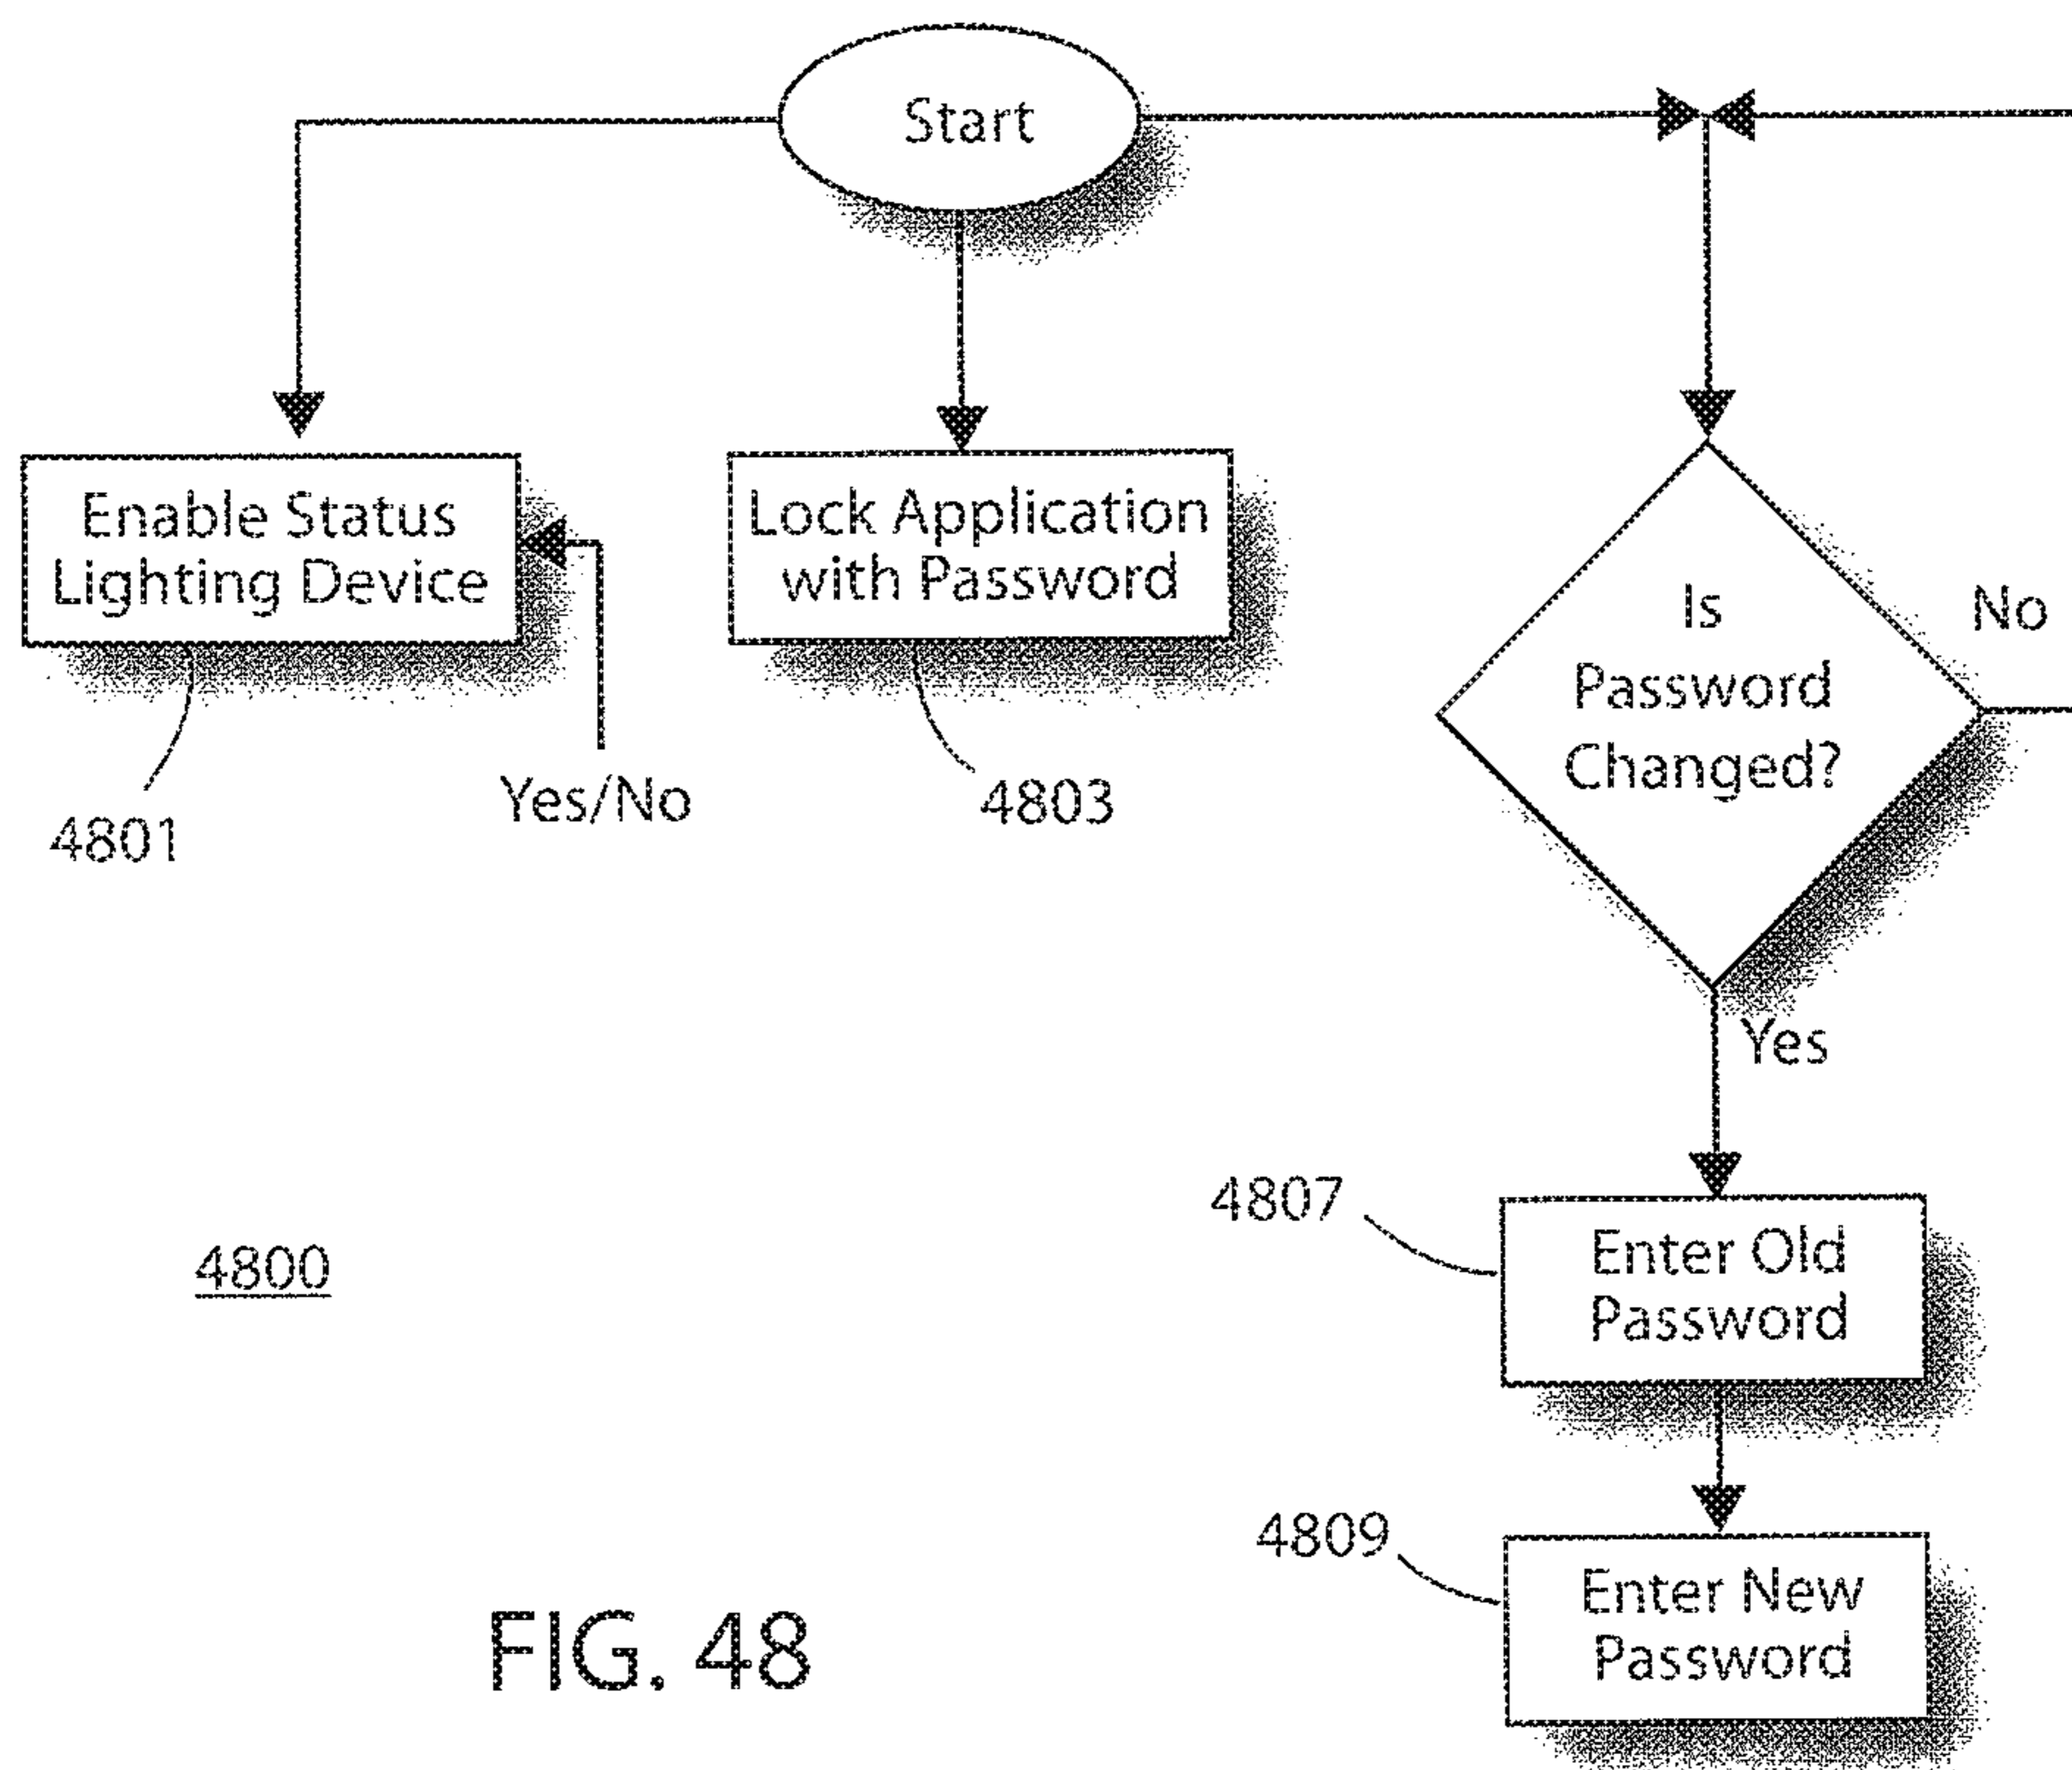 Start
Enable Status
Lighting Device
Lock Application
with Password
Is
Password
Changed?
No
Yes/No
4801
4803
Yes
4807
Enter Old
Password
4800
4809
Enter New
Password
FIG. 48